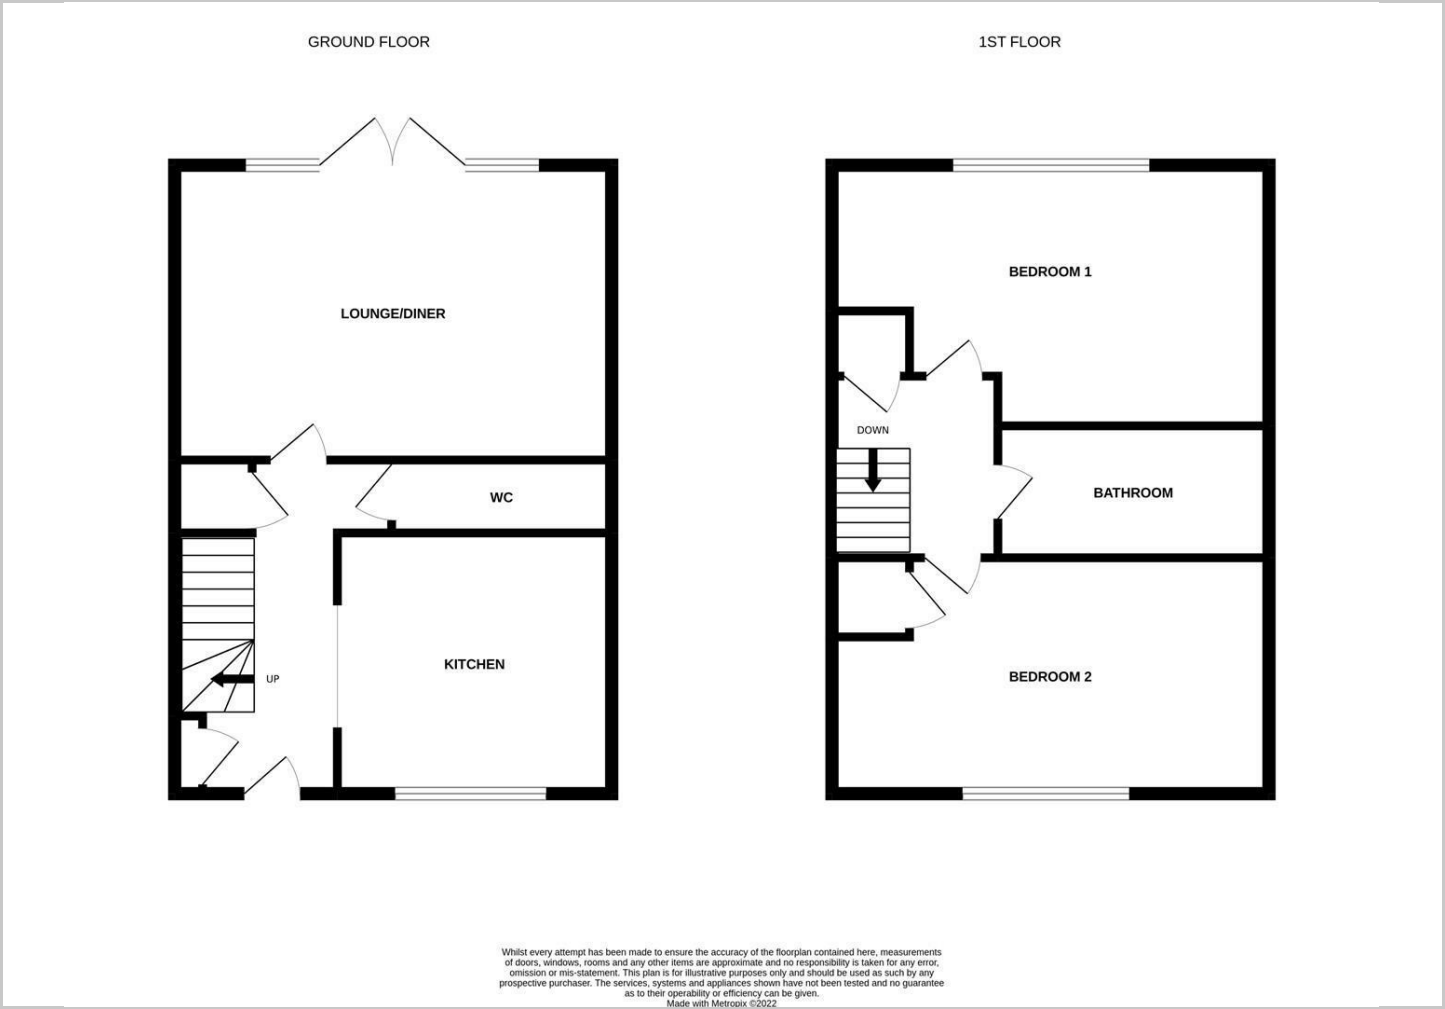 GROUND FLOOR
1ST FLOOR
LOUNGE/DINER
WC
KITCHEN
UP
BEDROOM 1
DOWN
BATHROOM
BEDROOM 2
Whilst every attempt has been made to ensure the accuracy of the floorplan contained here, measurements
of doors, windows, rooms and any other items are approximate and no responsibility is taken for any error,
omission or mis-statement. This plan is for illustrative purposes only and should be used as such by any
prospective purchaser. The services, systems and appliances shown have not been tested and no guarantee
as to their operability or efficiency can be given.
Made with Metropix ©2022